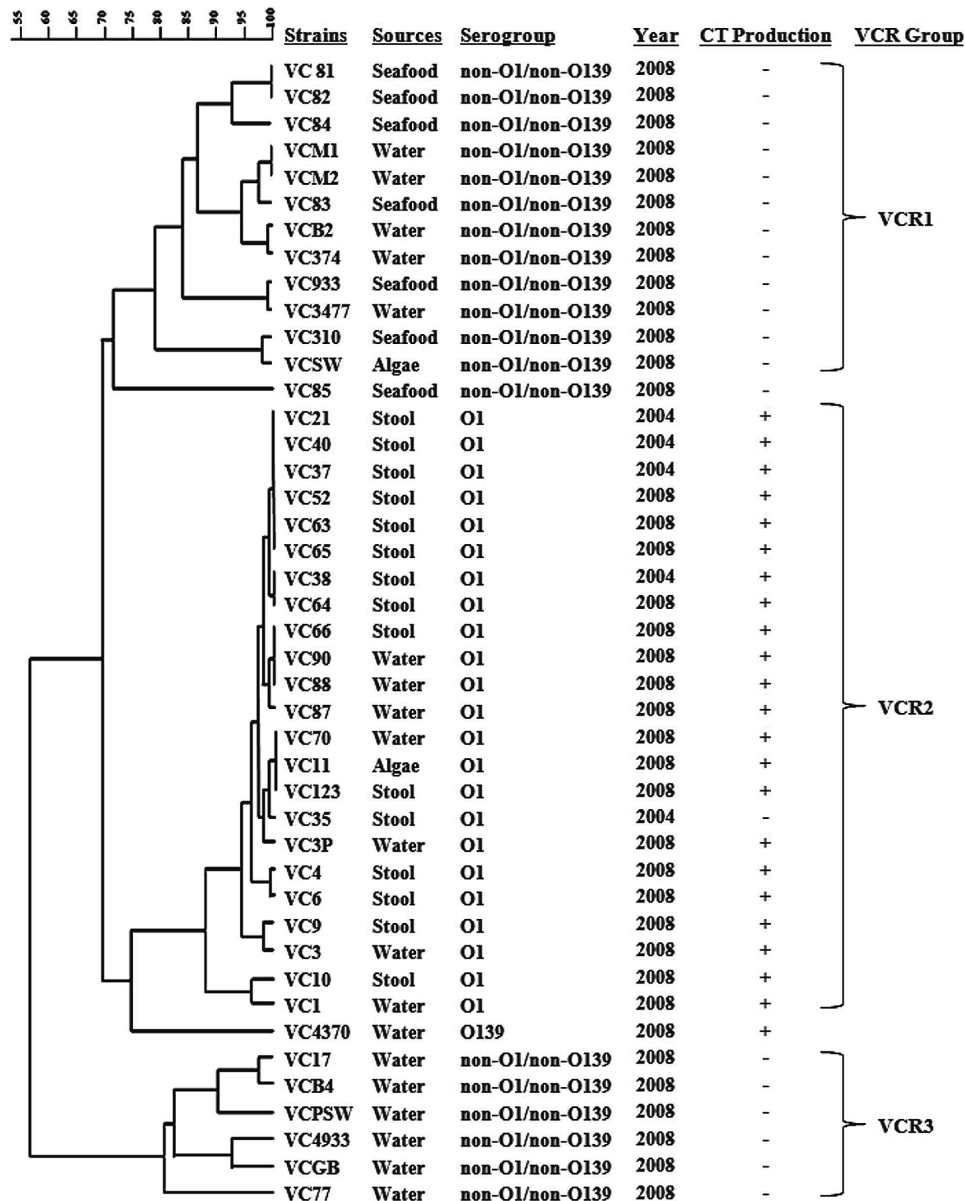 55 60 65 70 75 80 85 90 95 100
Strains Sources Serogroup Year CT Production VCR Group
VC 81 Seafood non-O1/non-O139 2008 -
VC82 Seafood non-O1/non-O139 2008 -
VC84 Seafood non-O1/non-O139 2008 -
VCM1 Water non-O1/non-O139 2008 -
VCM2 Water non-O1/non-O139 2008 -
VC83 Seafood non-O1/non-O139 2008 -
VCB2 Water non-O1/non-O139 2008 -
VCR1
VC374 Water non-O1/non-O139 2008 -
VC933 Seafood non-O1/non-O139 2008 -
VC3477 Water non-O1/non-O139 2008 -
VC310 Seafood non-O1/non-O139 2008 -
VCSW Algae non-O1/non-O139 2008 -
VC85 Seafood non-O1/non-O139 2008 -
VC21 Stool O1 2004 +
VC40 Stool O1 2004 +
VC37 Stool O1 2004 +
VC52 Stool O1 2008 +
VC63 Stool O1 2008 +
VC65 Stool O1 2008 +
VC38 Stool O1 2004 +
VC64 Stool O1 2008 +
VC66 Stool O1 2008 +
VC90 Water O1 2008 +
VC88 Water O1 2008 +
VC87 Water O1 2008 + VCR2
VC70 Water O1 2008 +
VC11 Algae O1 2008 +
VC123 Stool O1 2008 +
VC35 Stool O1 2004 -
VC3P Water O1 2008 +
VC4 Stool O1 2008 +
VC6 Stool O1 2008 +
VC9 Stool O1 2008 +
VC3 Water O1 2008 +
VC10 Stool O1 2008 +
VC1 Water O1 2008 +
VC4370 Water O139 2008 +
VC17 Water non-O1/non-O139 2008 -
VCB4 Water non-O1/non-O139 2008 -
VCPSW Water non-O1/non-O139 2008 -
VCR3
VC4933 Water non-O1/non-O139 2008 -
VCGB Water non-O1/non-O139 2008 -
VC77 Water non-O1/non-O139 2008 -